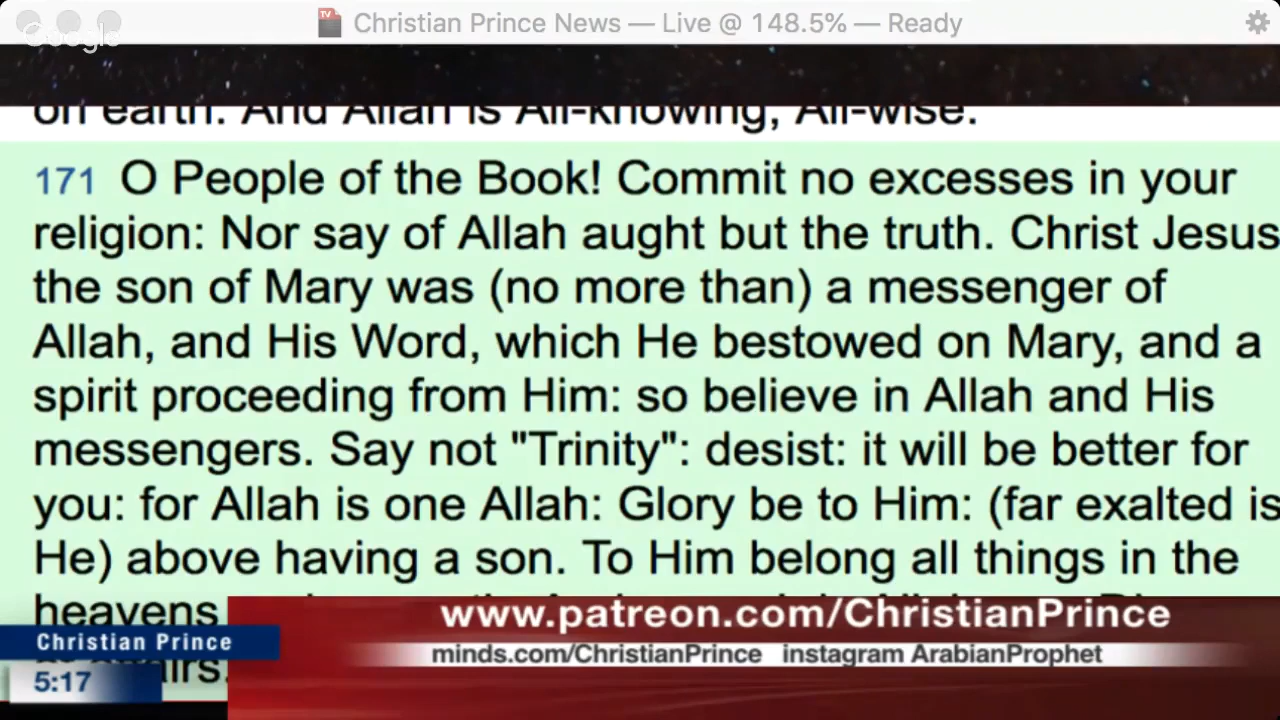 Christian Prince News — Live @ 148.5% — Ready
Google
on earth. And Allah is All-knowing, All-wise.
171 O People of the Book! Commit no excesses in your
religion: Nor say of Allah aught but the truth. Christ Jesus
the son of Mary was (no more than) a messenger of
Allah, and His Word, which He bestowed on Mary, and a
spirit proceeding from Him: so believe in Allah and His
messengers. Say not "Trinity": desist: it will be better for
you: for Allah is one Allah: Glory be to Him: (far exalted is
He) above having a son. To Him belong all things in the
heavens
www.patreon.com/ChristianPrince
Christian Prince
minds.com/ChristianPrince instagram ArabianProphet
5:17